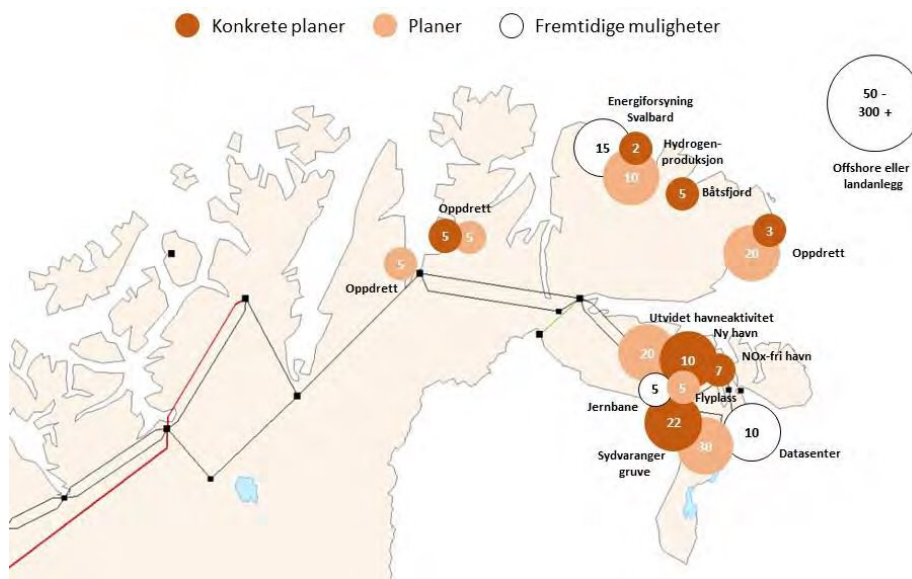 Konkrete planer
Planer
Fremtidige muligheter
50 -
300 +
Offshore eller
landanlegg
Energiforsyning
Svalbard
15
2
Hydrogen-
produksjon
10
5
Båtsfjord
Oppdrett
5
5
3
20
Oppdrett
5
Oppdrett
Utvidet havneaktivitet
Ny havn
20
10
NOx-fri havn
7
5
5
Flyplass
Jernbane
22
10
30
Sydvaranger
gruve
Datasenter